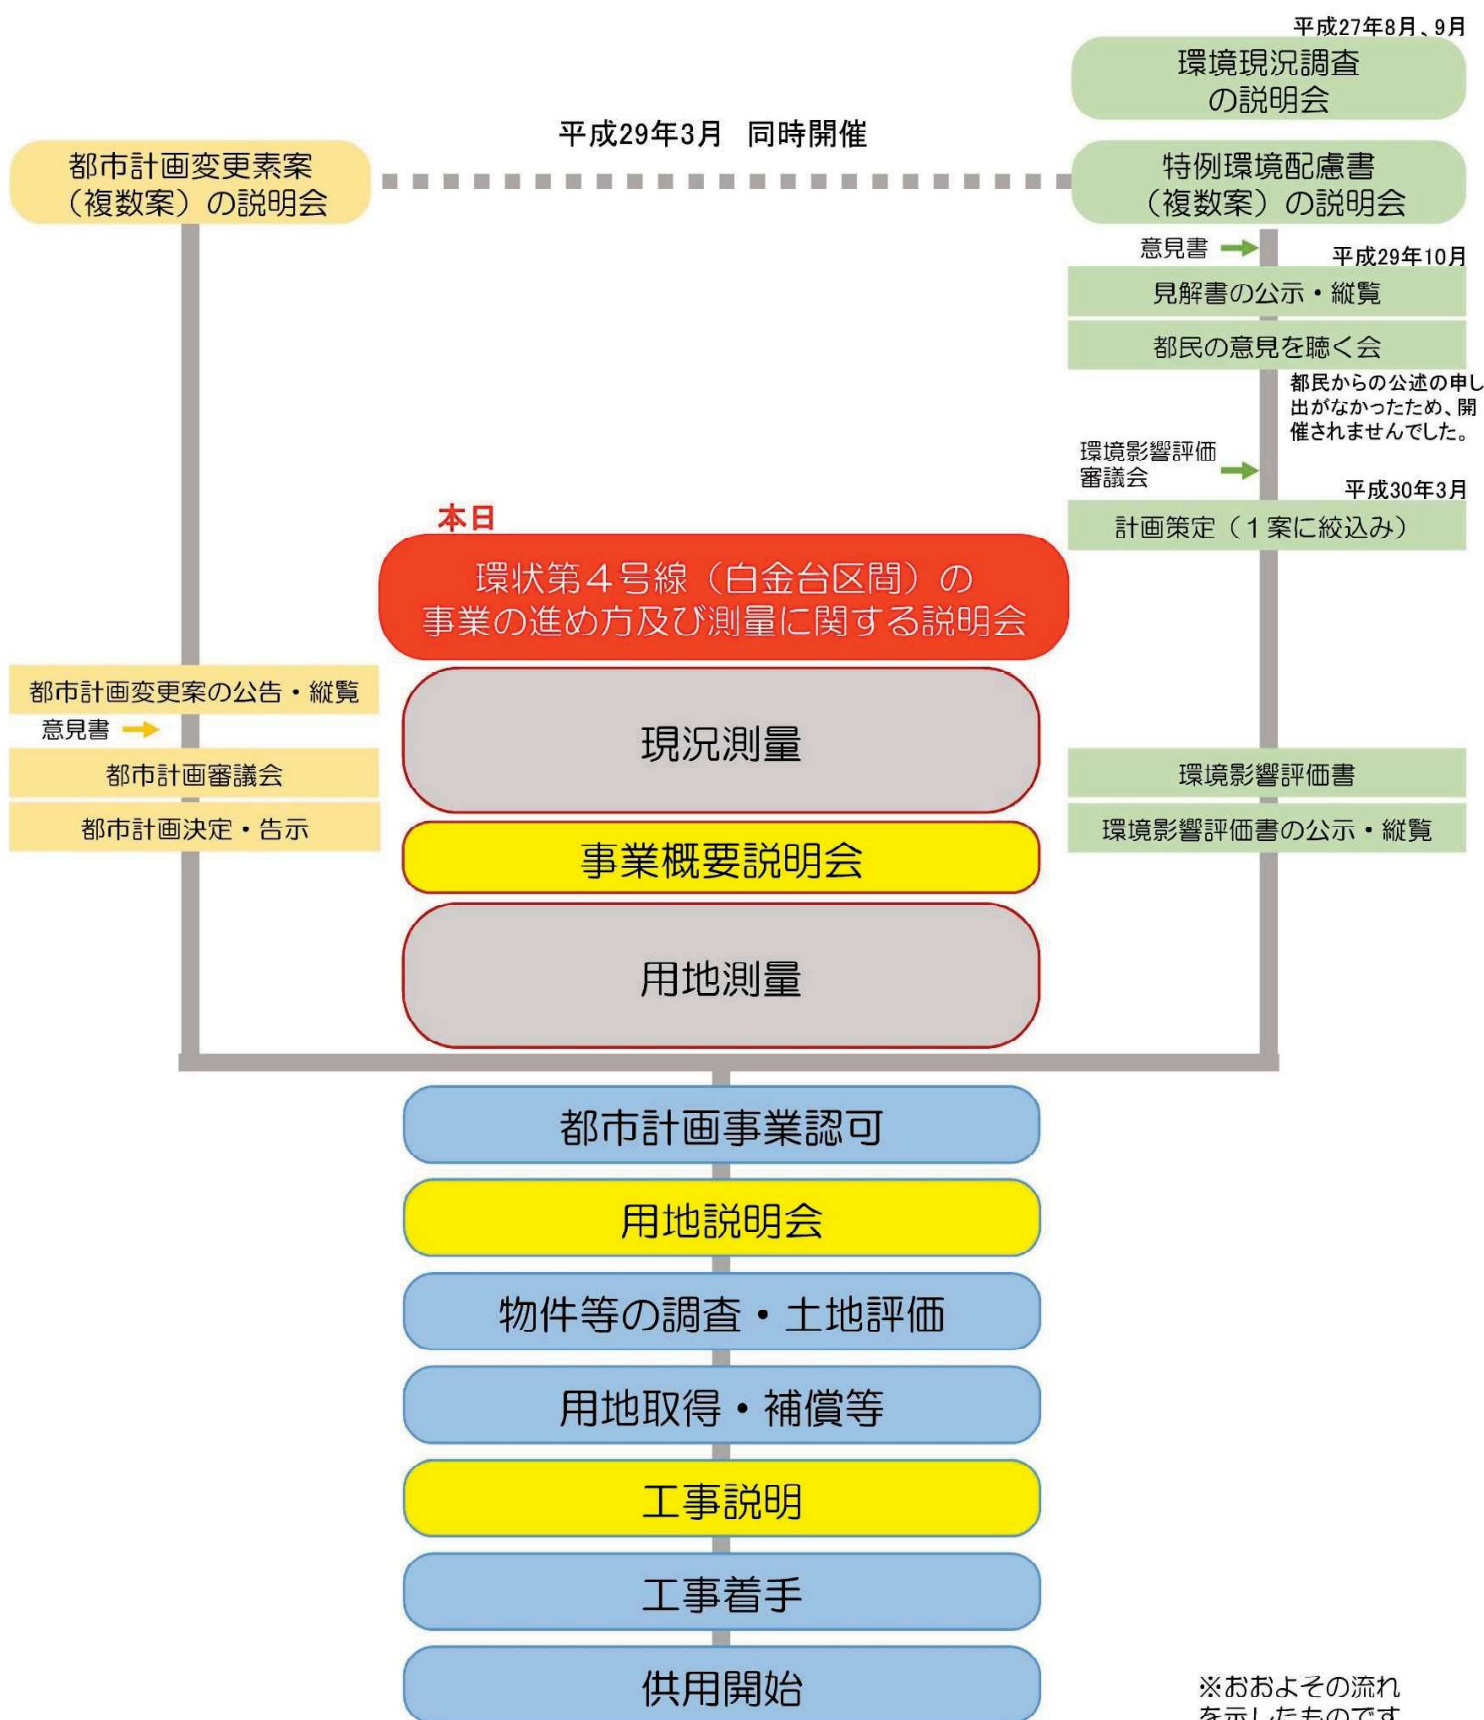 平成27年8月、9月
環境現況調査
の説明会
平成29年3月　同時開催
都市計画変更素案
（複数案）の説明会
特例環境配慮書
（複数案）の説明会
意見書
平成29年10月
見解書の公示・縦覧
都民の意見を聴く会
都民からの公述の申し
出がなかったため、開
催されませんでした。
環境影響評価
審議会
平成30年3月
計画策定（1案に絞込み）
本日
環状第4号線（白金台区間）の
事業の進め方及び測量に関する説明会
都市計画変更案の公告・縦覧
意見書
都市計画審議会
都市計画決定・告示
現況測量
環境影響評価書
環境影響評価書の公示・縦覧
事業概要説明会
用地測量
都市計画事業認可
用地説明会
物件等の調査・土地評価
用地取得・補償等
工事説明
工事着手
供用開始
※おおよその流れ
を示したものです